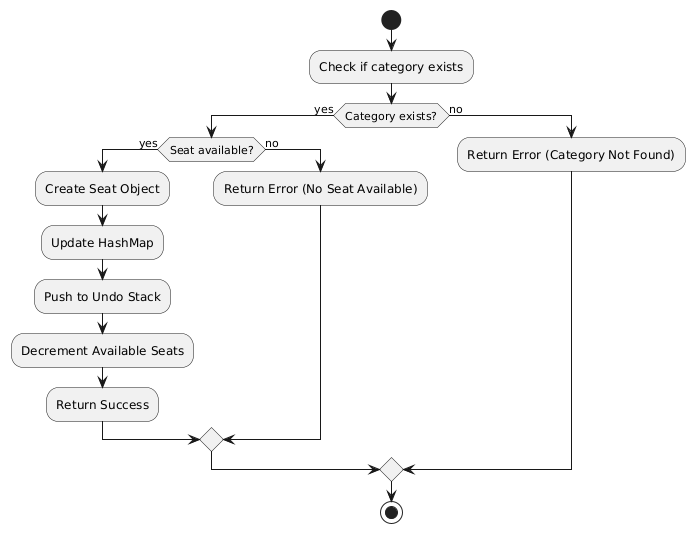 Check if category exists
yes
Category exists?
no
yes
Seat available?
no
Return Error (Category Not Found)
Create Seat Object
Return Error (No Seat Available)
Update HashMap
Push to Undo Stack
Decrement Available Seats
Return Success